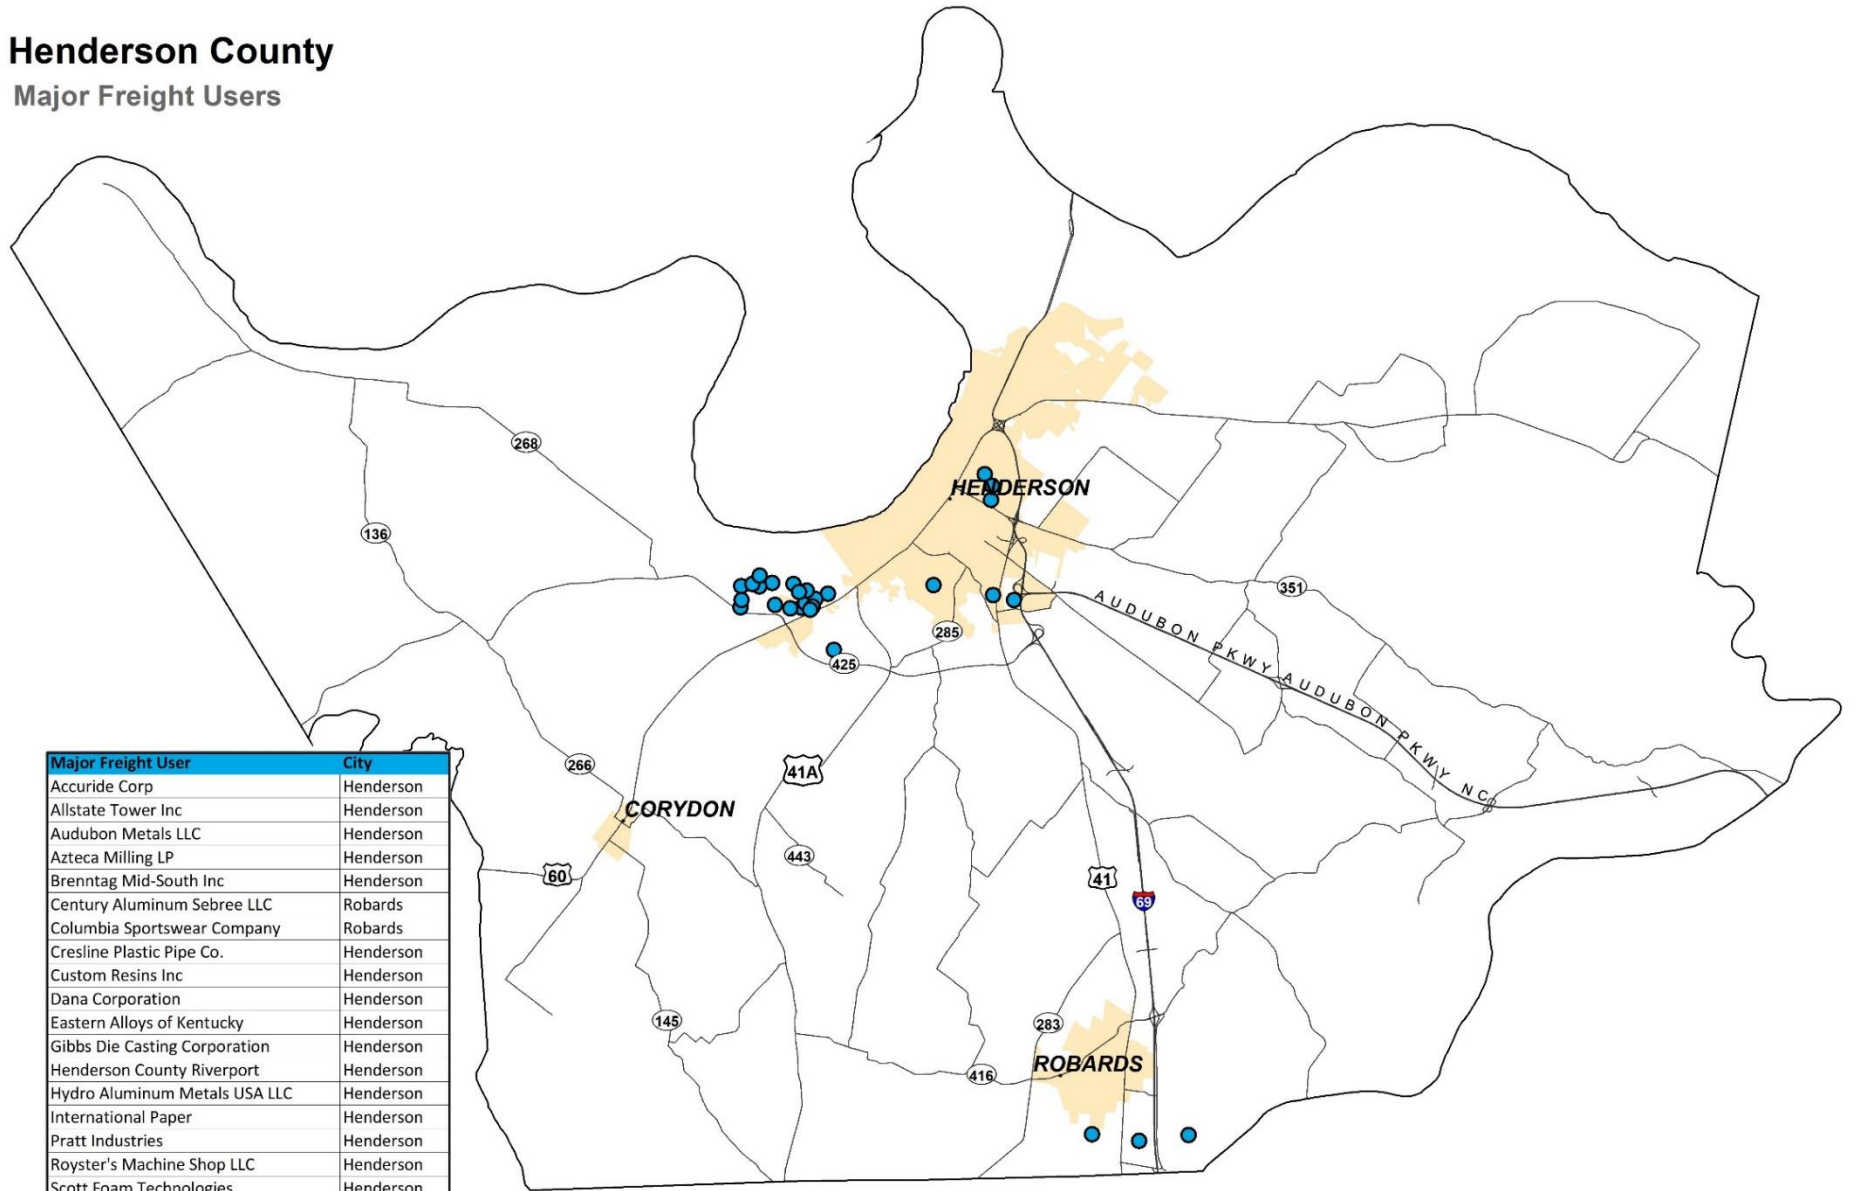 Henderson County
Major Freight Users
268
HENDERSON
136
351
AUDUBON PKWY AUDUBON PKWY NC
285
425
266
41A
CORYDON
443
60
41
69
145
283
ROBARDS
416
Major Freight User City
Accuride Corp Henderson
Allstate Tower Inc Henderson
Audubon Metals LLC Henderson
Azteca Milling LP Henderson
Brenntag Mid-South Inc Henderson
Century Aluminum Sebree LLC Robards
Columbia Sportswear Company Robards
Cresline Plastic Pipe Co. Henderson
Custom Resins Inc Henderson
Dana Corporation Henderson
Eastern Alloys of Kentucky Henderson
Gibbs Die Casting Corporation Henderson
Henderson County Riverport Henderson
Hydro Aluminum Metals USA LLC Henderson
International Paper Henderson
Pratt Industries Henderson
Royster's Machine Shop LLC Henderson
Scott Foam Technologies Henderson